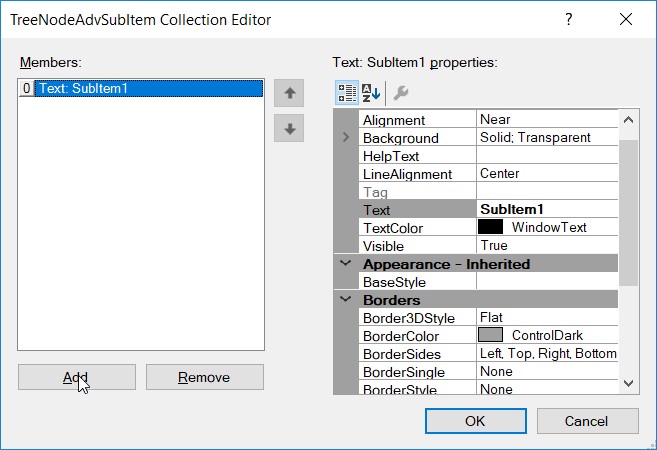 TreeNodeAdvSubItem Collection Editor
?
Members:
Text: SubItem1 properties:
0 Text: SubItem1
A
Z
Alignment Near
Background Solid; Transparent
HelpText
LineAlignment Center
Tag
Text SubItem1
TextColor WindowText
Visible True
Appearance - Inherited
BaseStyle
Borders
Border3DStyle Flat
BorderColor ControlDark
BorderSides Left, Top, Right, Bottom
BorderSingle None
BorderStyle None
Add
Remove
OK
Cancel